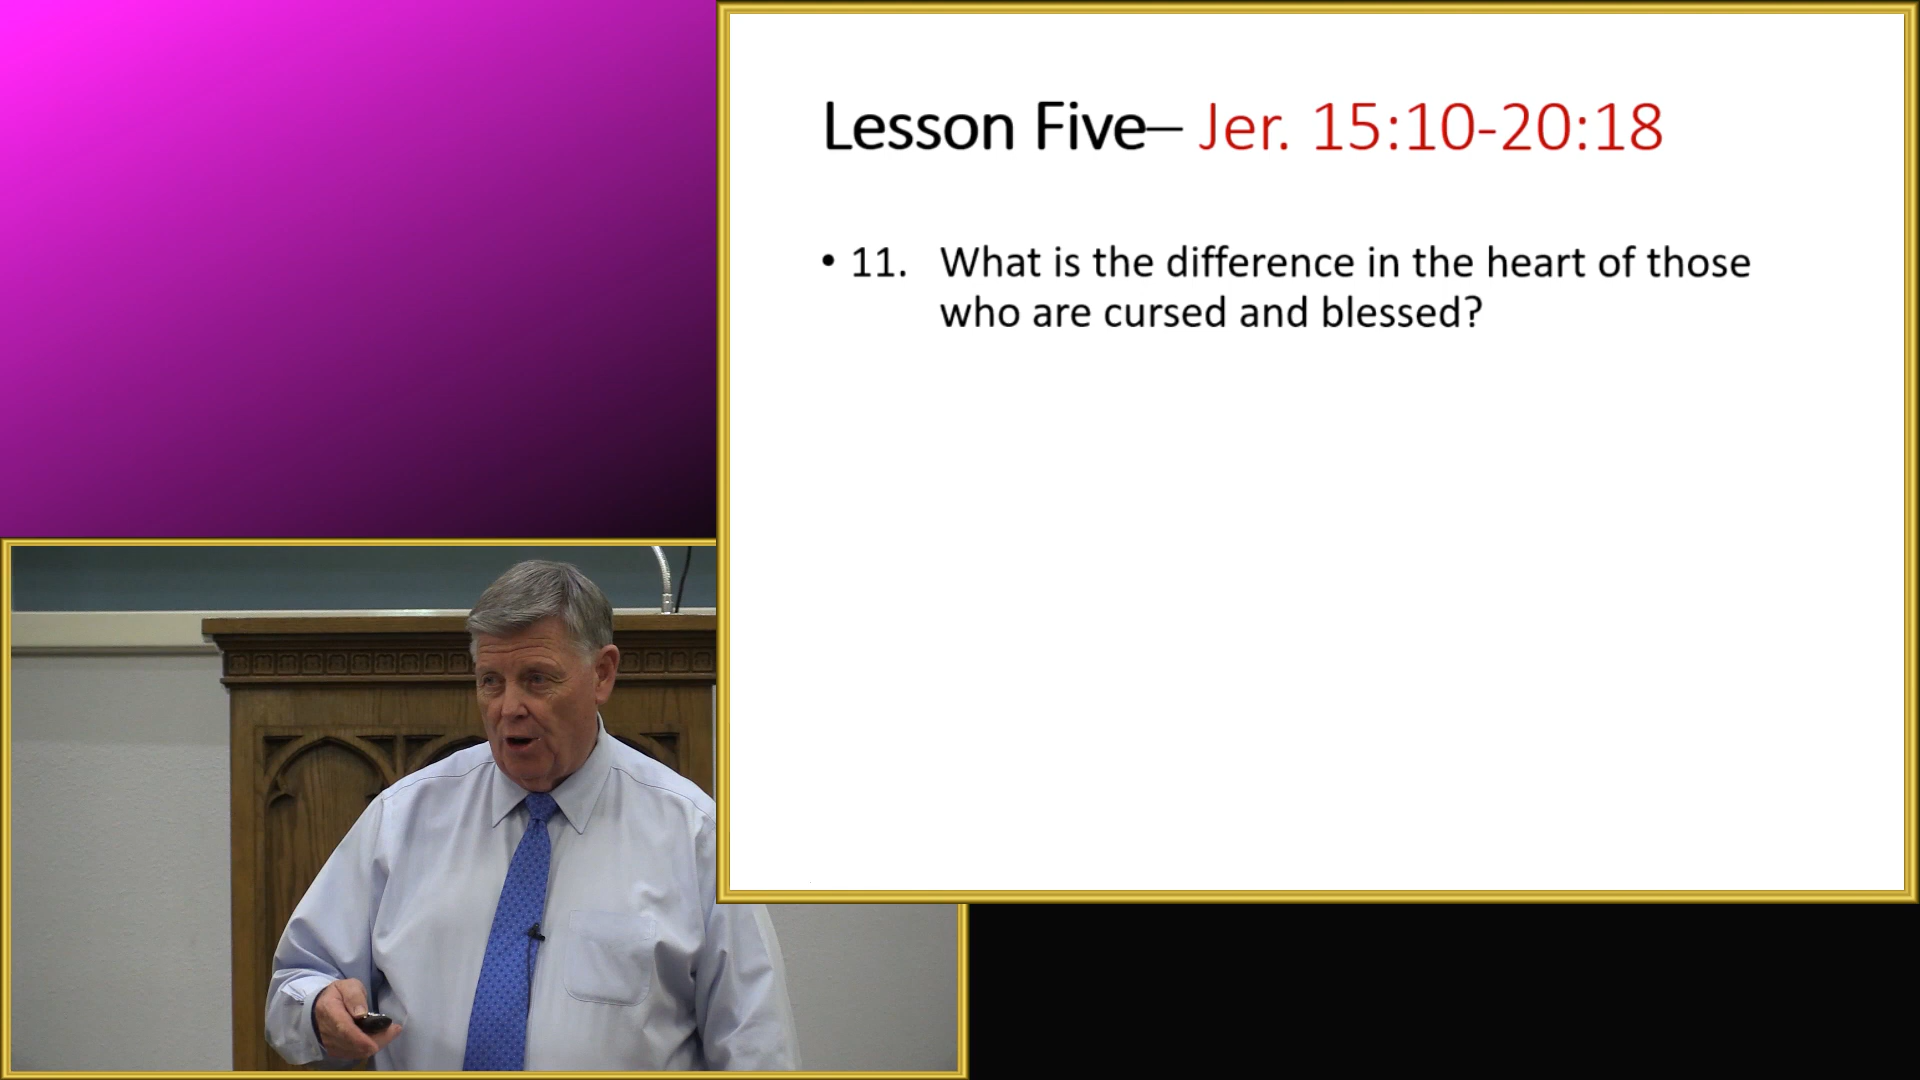 Lesson Five– Jer. 15:10-20:18
• 11. What is the difference in the heart of those
who are cursed and blessed?